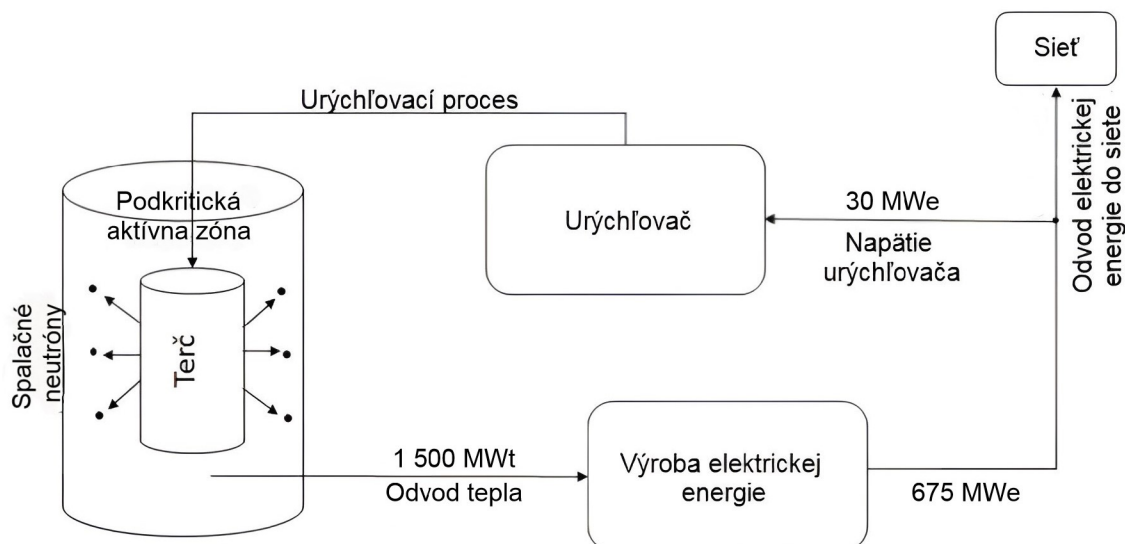 Sieť
Urýchľovací proces
Odvod elektrickej
energie do siete
Podkritická
aktívna zóna
Urýchľovač
30 MWe
Napätie
urýchľovača
Spalačné
neutróny
Terč
1 500 MWt
Odvod tepla
Výroba elektrickej
energie
675 MWe